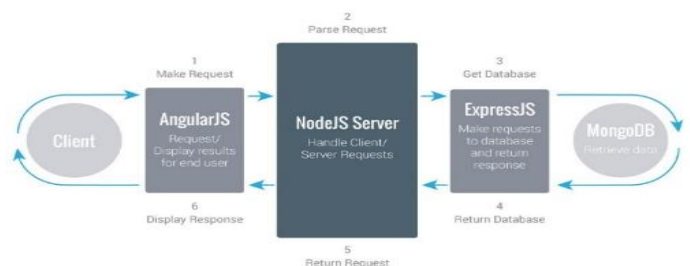 2
Parse Request
1
Make Request
3
Get Database
Client
AngularJS
Request/
Display results
for end user
NodeJS Server
Handle Client/
Server Requests
ExpressJS
Make requests
to database
and return
response
MongoDB
Retrieve data
6
Display Response
4
Return Database
5
Return Request